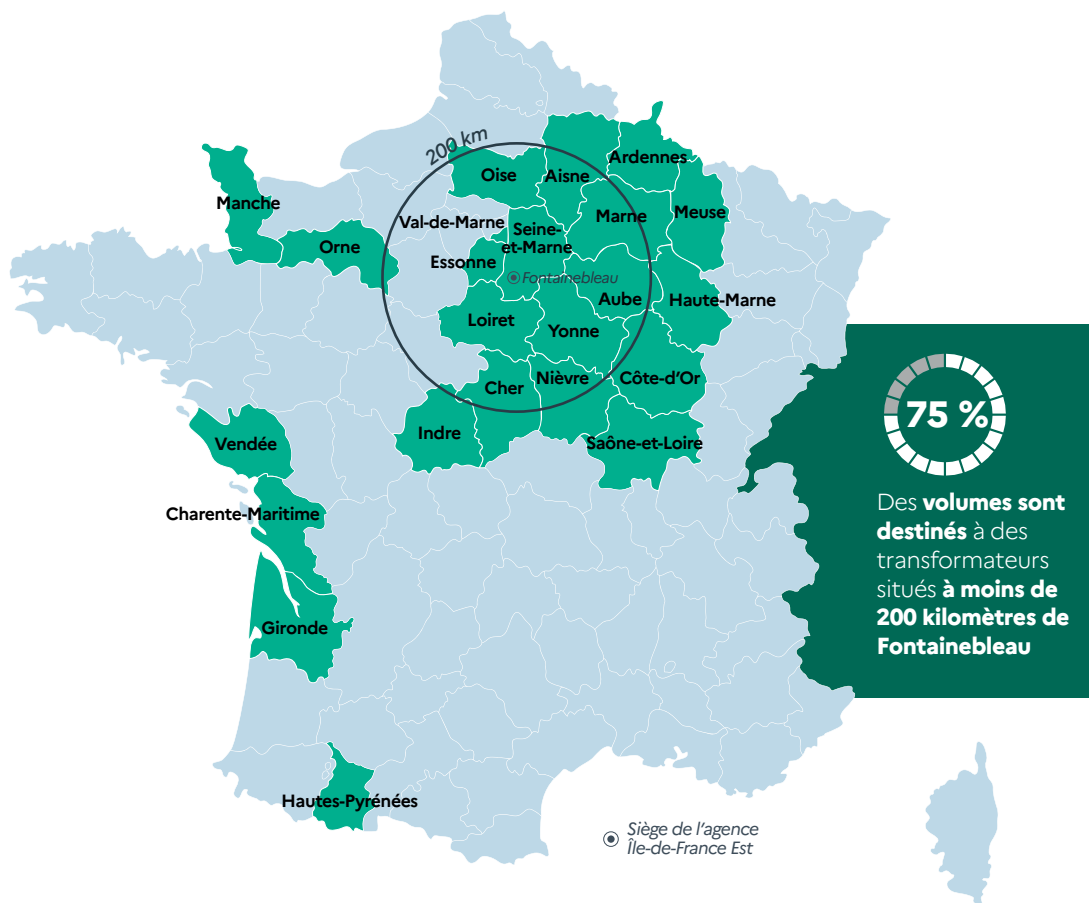 200 km
Oise
Aisne
Ardennes
Manche
Val-de-Marne
Seine-
et-Marne
Marne
Meuse
Orne
Essonne
Fontainebleau
Aube
Haute-Marne
Loiret
Yonne
Cher
Nièvre
Côte-d'Or
Indre
Saône-et-Loire
Vendée
Charente-Maritime
Gironde
Hautes-Pyrénées
75 %
Des volumes sont
destinés à des
transformateurs
situés à moins de
200 kilomètres de
Fontainebleau
Siège de l'agence
Île-de-France Est